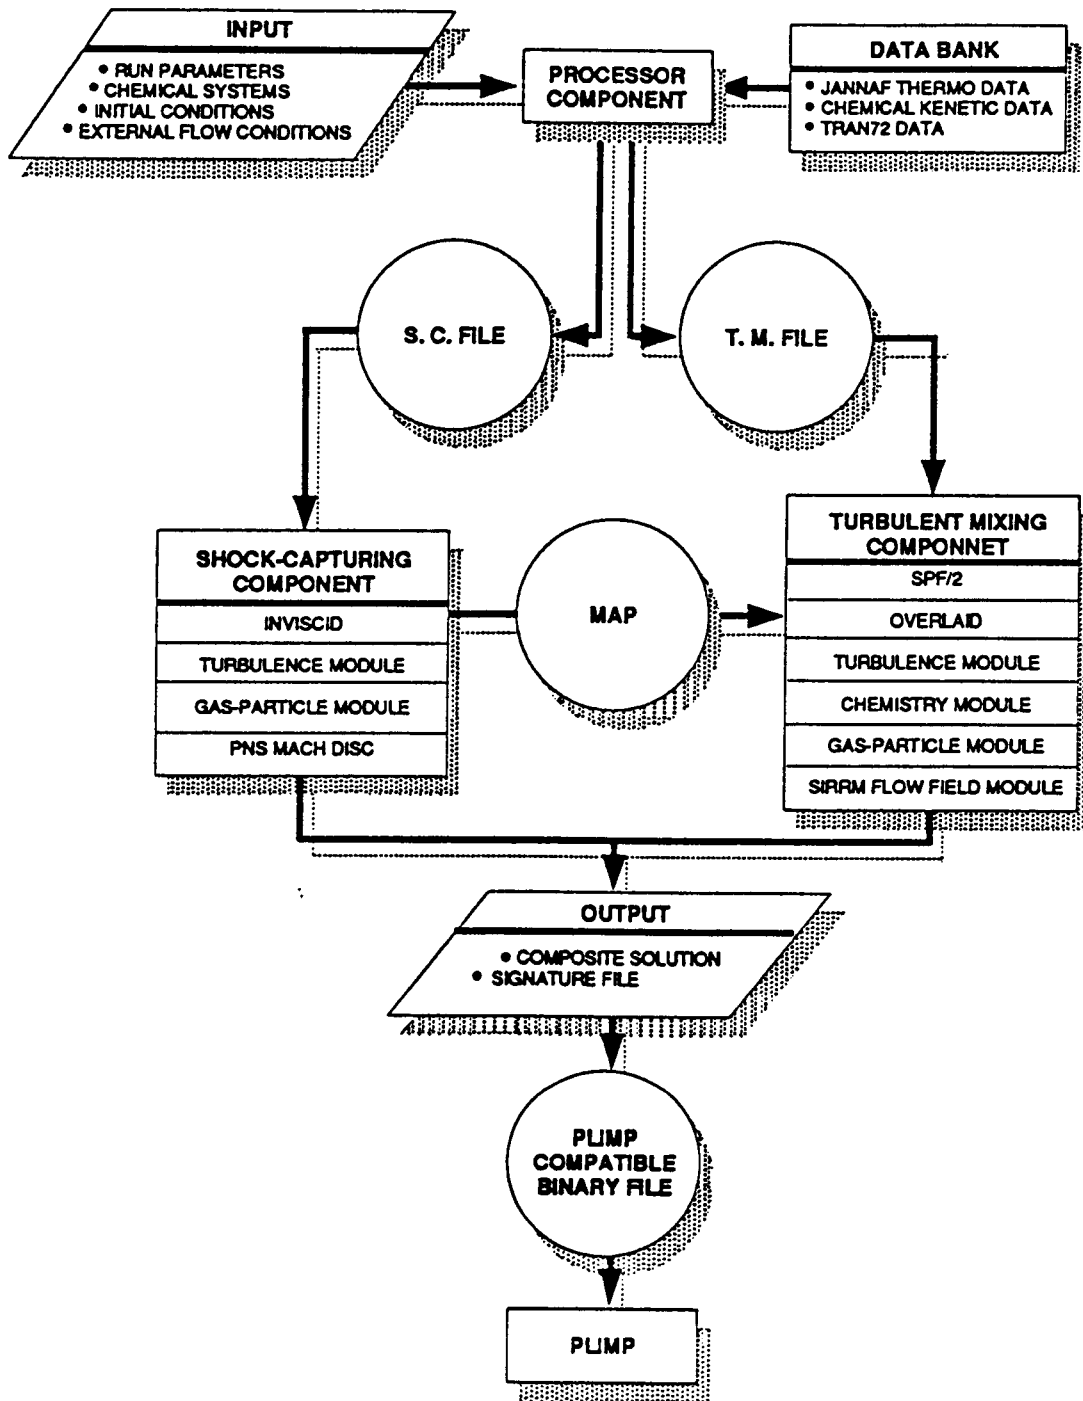 INPUT
• RUN PARAMETERS
• CHEMICAL SYSTEMS
• INITIAL CONDITIONS
• EXTERNAL FLOW CONDITIONS
PROCESSOR
COMPONENT
DATA BANK
• JANNAF THERMO DATA
• CHEMICAL KENETIC DATA
• TRAN72 DATA
S. C. FILE
T. M. FILE
SHOCK-CAPTURING
COMPONENT
INVISCID
TURBULENCE MODULE
GAS-PARTICLE MODULE
PNS MACH DISC
MAP
TURBULENT MIXING
COMPONNET
SPF/2
OVERLAID
TURBULENCE MODULE
CHEMISTRY MODULE
GAS-PARTICLE MODULE
SIRRM FLOW FIELD MODULE
OUTPUT
• COMPOSITE SOLUTION
• SIGNATURE FILE
PLIMP
COMPATIBLE
BINARY FILE
PLIMP